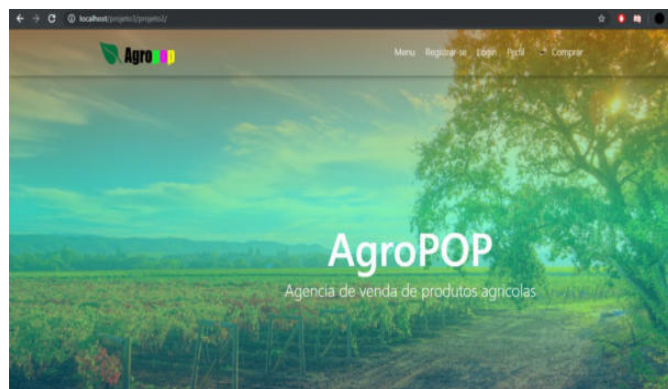 localhost/projeto3/projeto2/
Agropop
Menu Registrar-se Login Perfil Comprar
AgroPOP
Agencia de venda de produtos agricolas